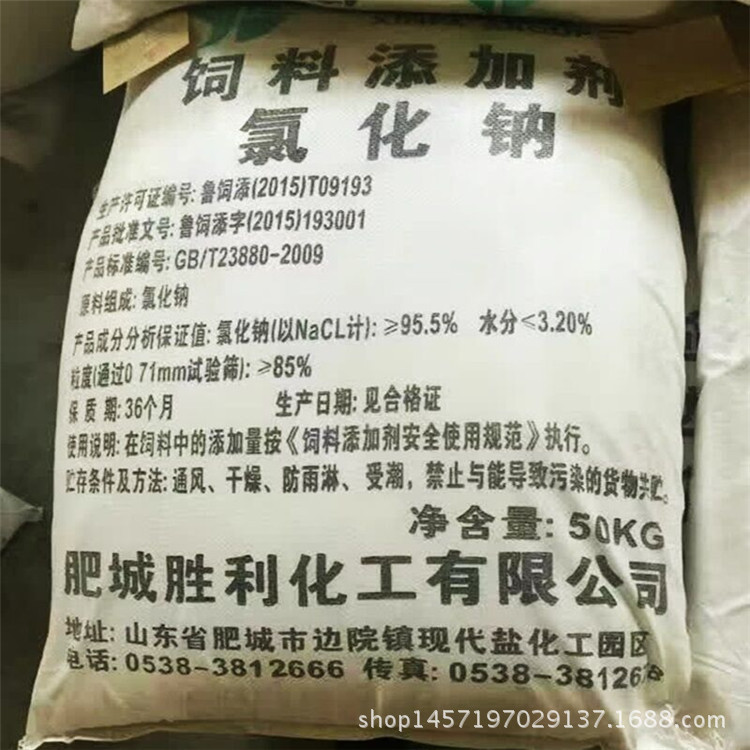 饲料添加剂
氯化钠
生产许可证编号: 鲁饲添(2015)T09193
产品批准文号: 鲁饲添字(2015)193001
产品标准编号: GB/T23880-2009
原料组成: 氯化钠
产品成分分析保证值: 氯化钠(以NaCL计): ≥95.5% 水分≤3.20%
粒度(通过0 71mm试验筛): ≥85%
保 质 期: 36个月 生产日期: 见合格证
使用说明: 在饲料中的添加量按《饲料添加剂安全使用规范》执行。
贮存条件及方法: 通风、干燥、防雨淋、受潮,禁止与能导致污染的货物共贮。
净含量: 50KG
肥城胜利化工有限公司
地址: 山东省肥城市边院镇现代盐化工园区
电话: 0538-3812666 传真: 0538-38126
shop1457197029137.1688.com